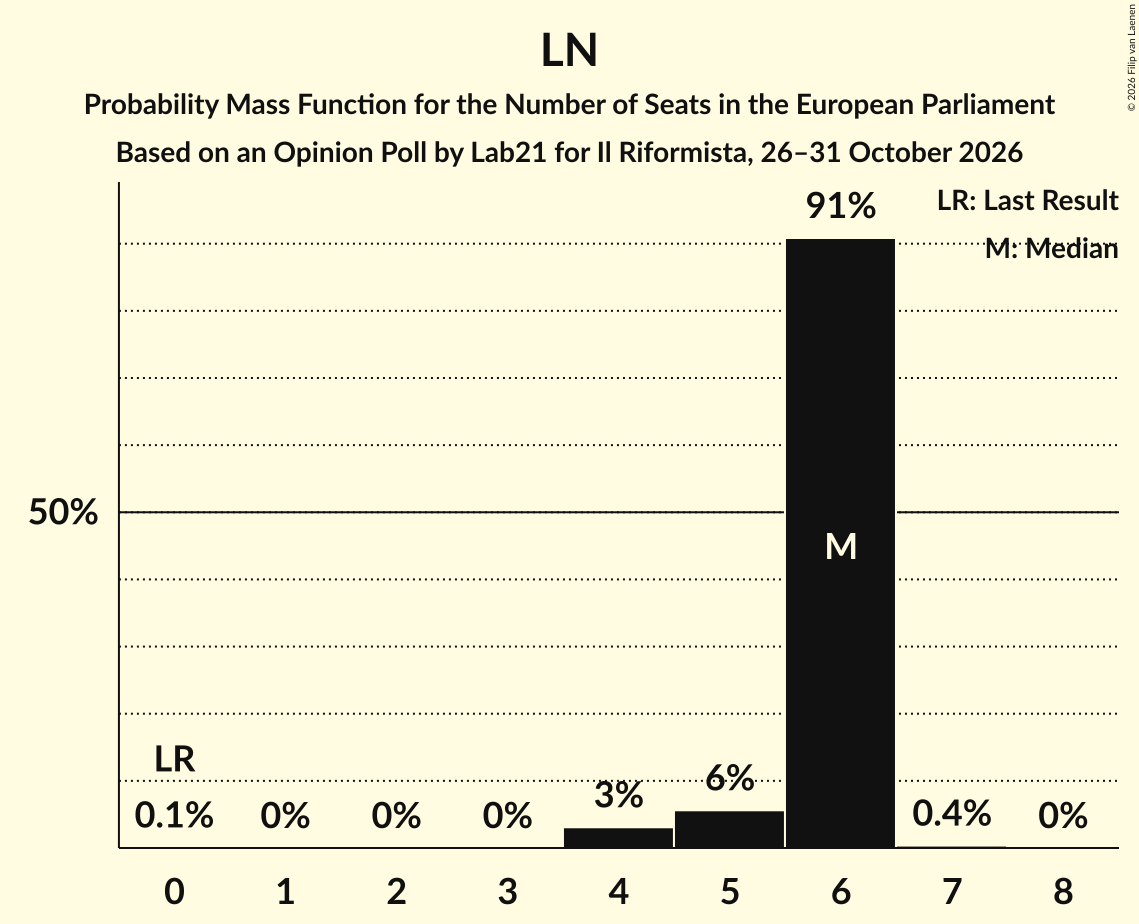 LN
Probability Mass Function for the Number of Seats in the European Parliament
Based on an Opinion Poll by Lab21 for Il Riformista, 26–31 October 2026
© 2026 Filip van Laenen
LR: Last Result
M: Median
91%
50%
M
LR
0.1%
0%
0%
0%
3%
6%
0.4%
0%
0
1
2
3
4
5
6
7
8